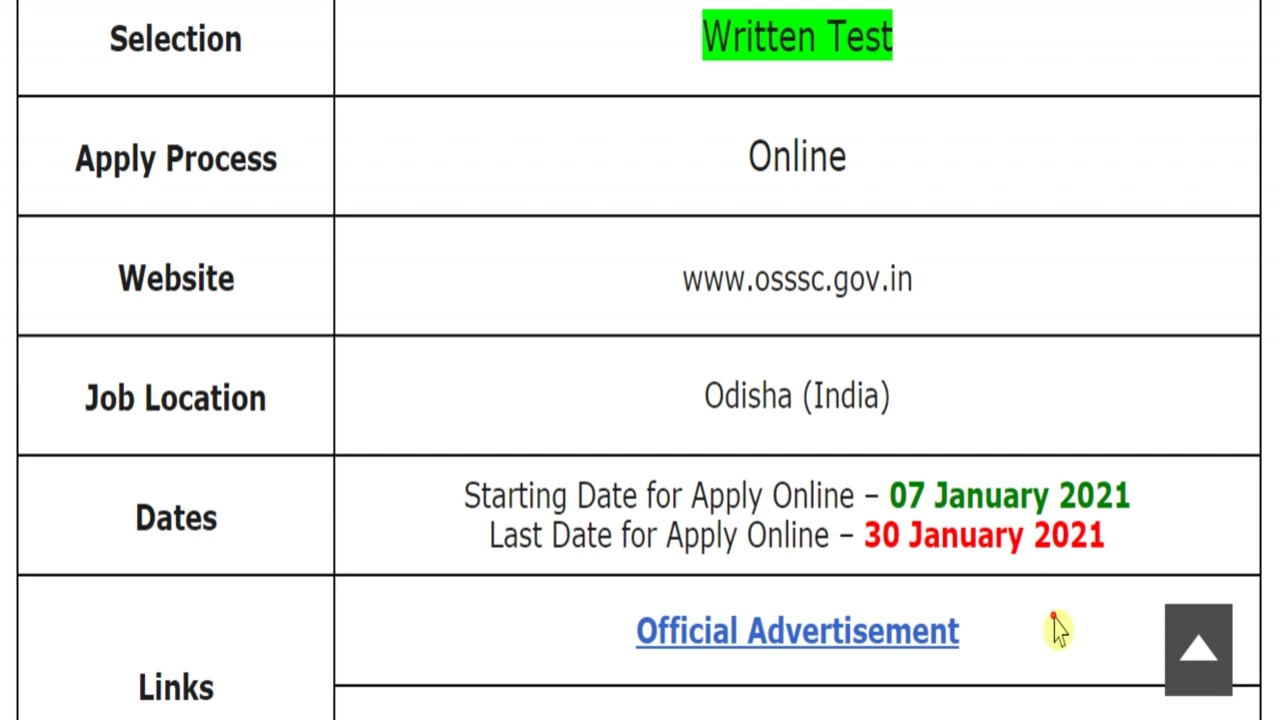 Selection Written Test
Apply Process Online
Website www.osssc.gov.in
Job Location Odisha (India)
Dates Starting Date for Apply Online – 07 January 2021
Last Date for Apply Online – 30 January 2021
Links Official Advertisement